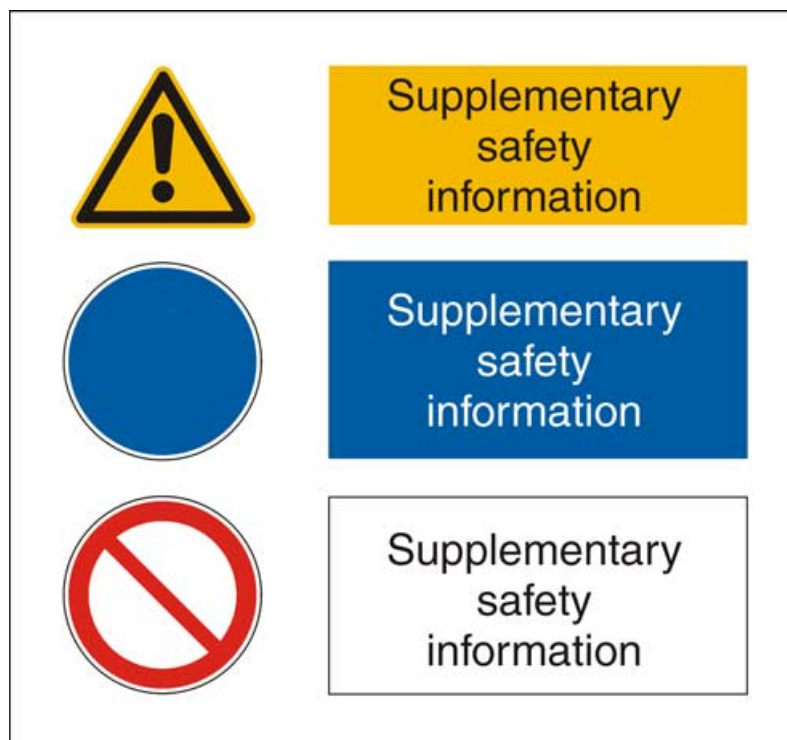 Supplementary
safety
information
Supplementary
safety
information
Supplementary
safety
information